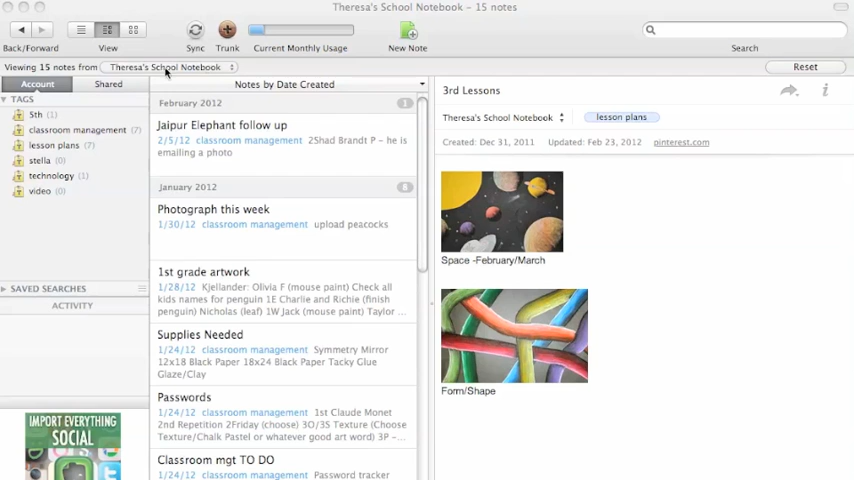 Theresa's School Notebook - 15 notes
Back/Forward
View
Sync
Trunk
Current Monthly Usage
New Note
Search
Viewing 15 notes from Theresa's School Notebook
Reset
Account
Shared
TAGS
5th (1)
classroom management (7)
lesson plans (7)
stella (0)
technology (1)
video (0)
SAVED SEARCHES
ACTIVITY
IMPORT EVERYTHING
SOCIAL
Notes by Date Created
February 2012 1
Jaipur Elephant follow up
2/5/12 classroom management 2Shad Brandt P - he is
emailing a photo
January 2012 8
Photograph this week
1/30/12 classroom management upload peacocks
1st grade artwork
1/28/12 Kjellander: Olivia F (mouse paint) Check all
kids names for penguin 1E Charlie and Richie (finish
penguin) Nicholas (leaf) 1W Jack (mouse) Taylor ...
Supplies Needed
1/24/12 classroom management Symmetry Mirror
12x18 Black Paper 18x24 Black Paper Tacky Glue
Glaze/Clay
Passwords
1/24/12 classroom management 1st Claude Monet
2nd Repetition 2Friday (choose) 3O/3S Texture (Choose
Texture/Chalk Pastel or whatever good art word) 3P -...
Classroom mgt TO DO
1/24/12 classroom management Password tracker
3rd Lessons
Theresa's School Notebook lesson plans
Created: Dec 31, 2011 Updated: Feb 23, 2012 pinterest.com
Space -February/March
Form/Shape